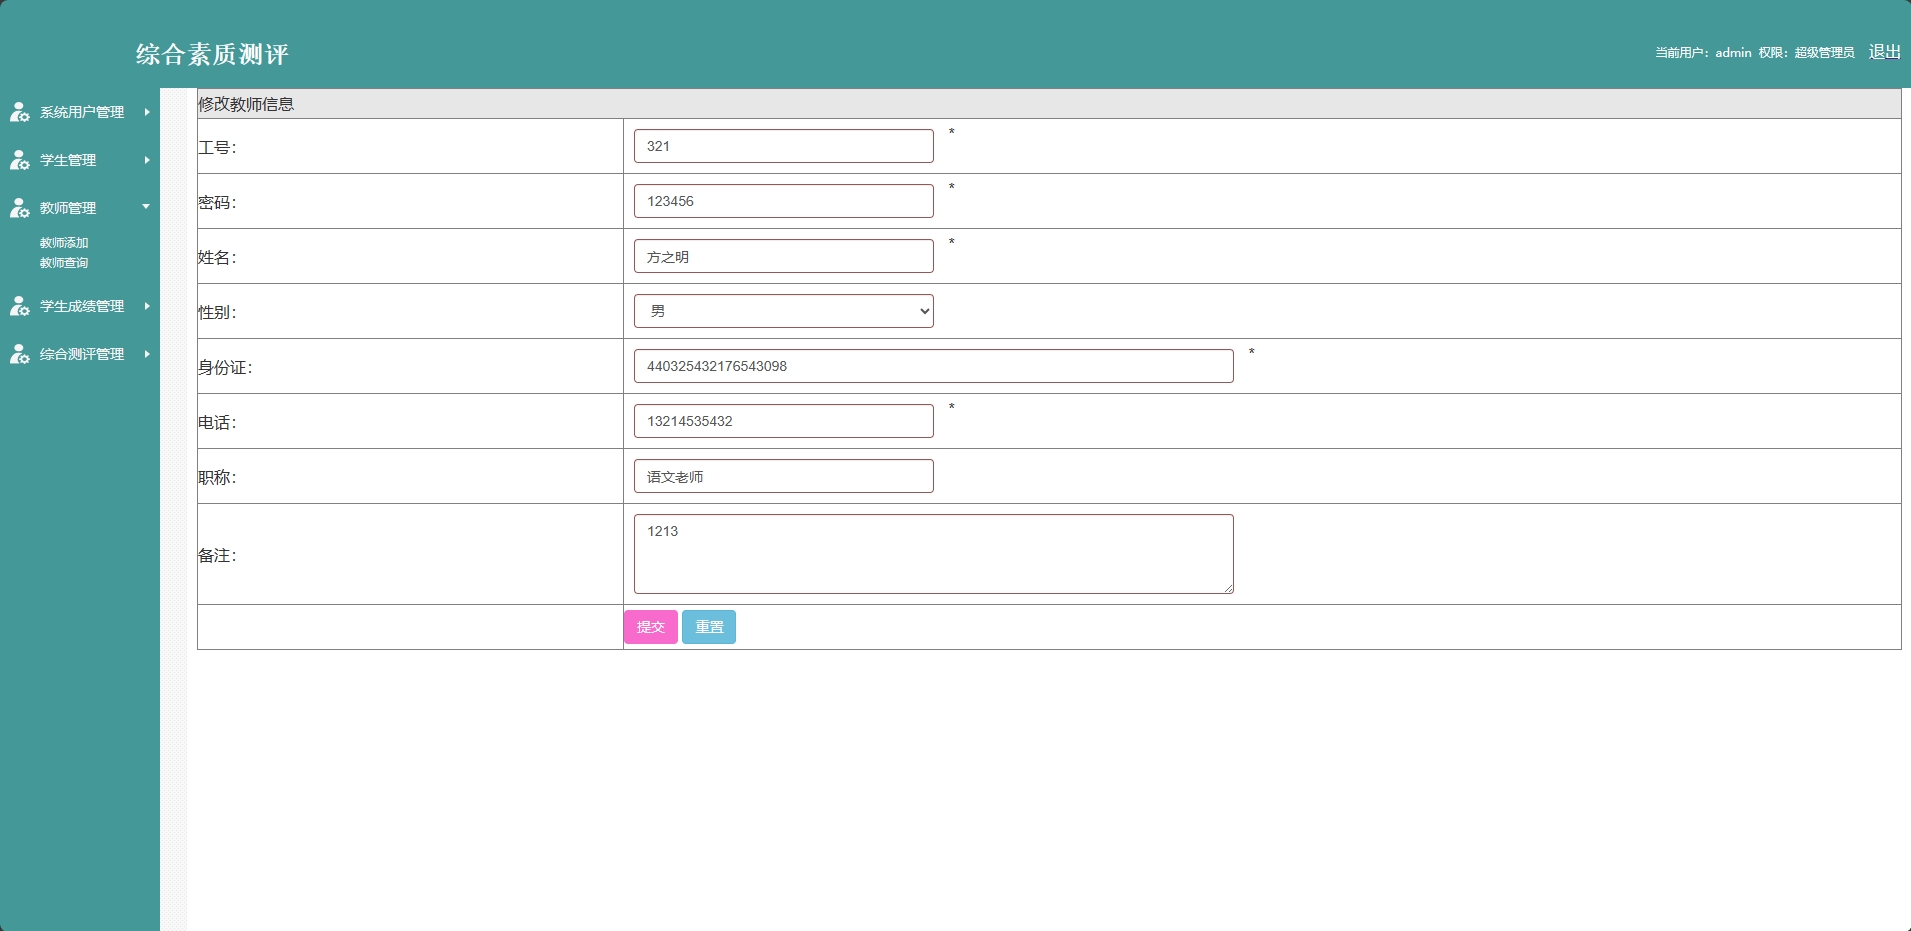 综合素质测评
当前用户：admin 权限：超级管理员 退出
系统用户管理
学生管理
教师管理
教师添加
教师查询
学生成绩管理
综合测评管理
修改教师信息
工号： 321 *
密码： 123456 *
姓名： 方之明 *
性别： 男
身份证： 440325432176543098 *
电话： 13214535432 *
职称： 语文老师
备注： 1213
提交 重置